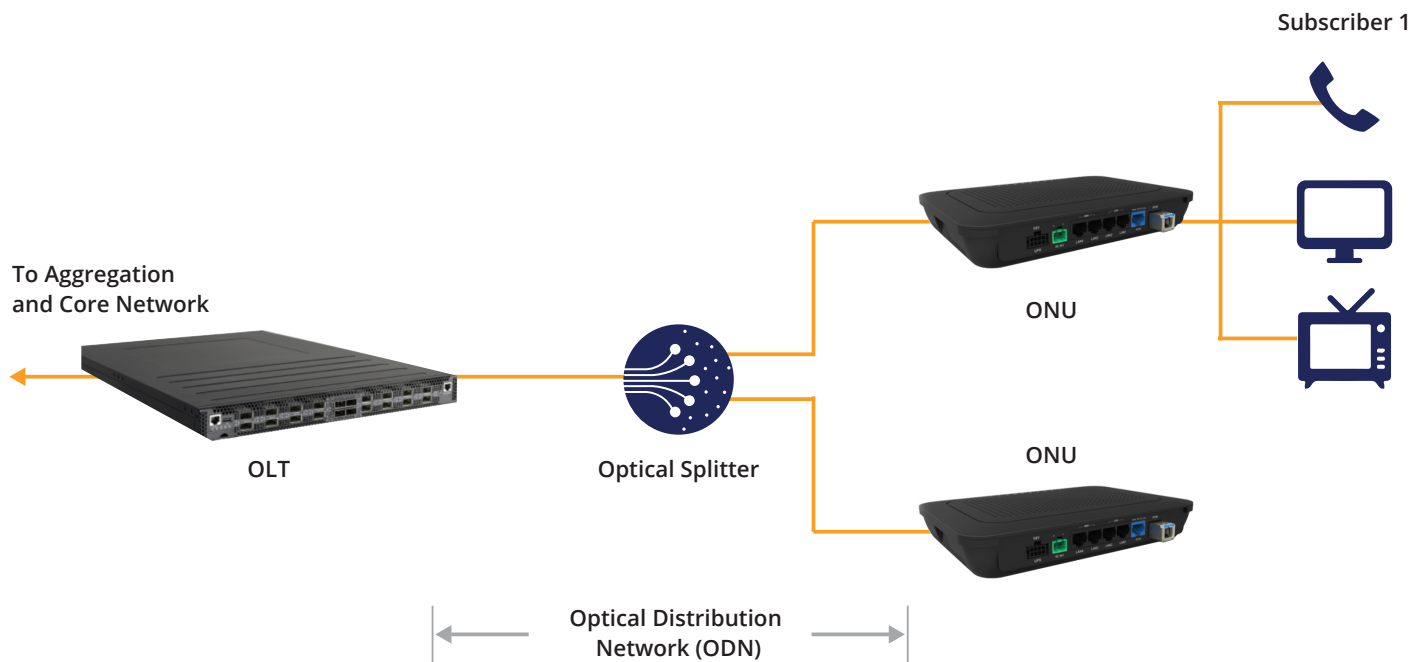 Subscriber 1
To Aggregation
and Core Network
ONU
OLT
Optical Splitter
ONU
Optical Distribution
Network (ODN)